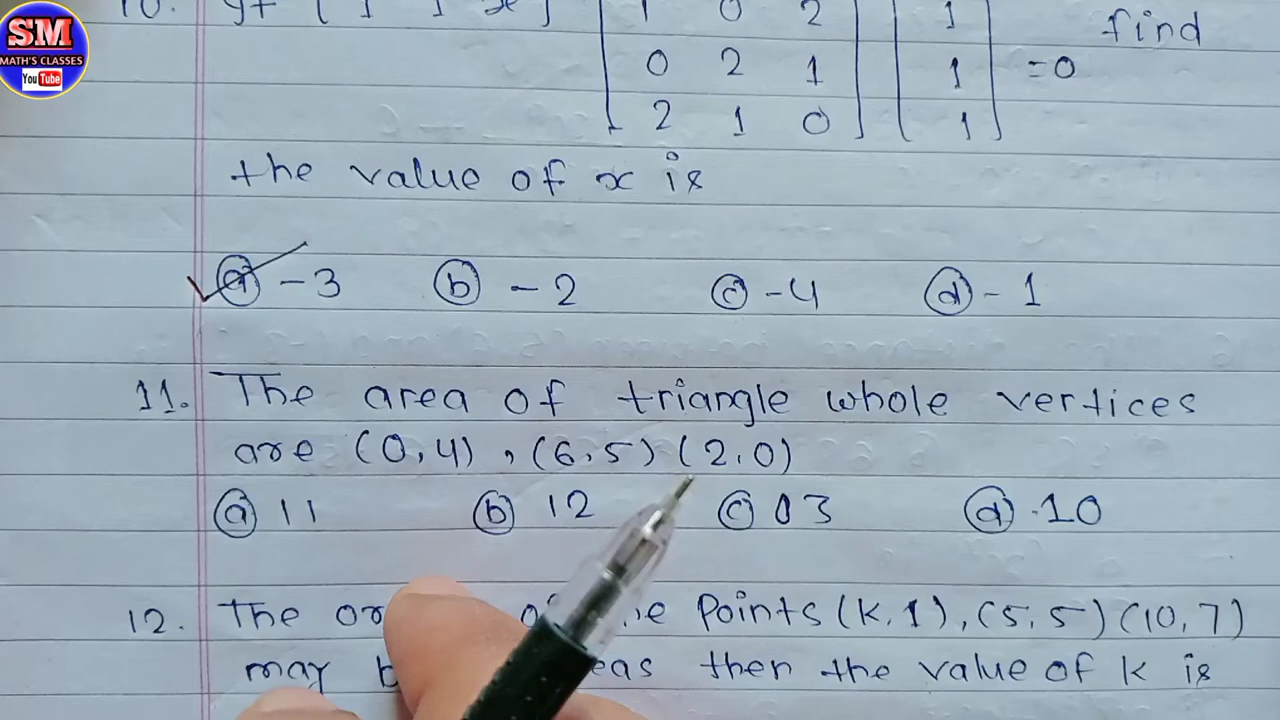 SM
MATH'S CLASSES
YouTube
10. [ 1 1 x ] [ 1 0 2 [ 1 find
0 2 1 1 =0
2 1 0 ] 1 ]
the value of x is
ⓐ -3 ⓑ -2 ⓒ -4 ⓓ - 1
11. The area of triangle whole vertices
are (0,4) , (6,5) (2,0)
ⓐ 11 ⓑ 12 ⓒ 03 ⓓ 10
12. The Points (K,1), (5,5) (10,7)
may then the value of k is